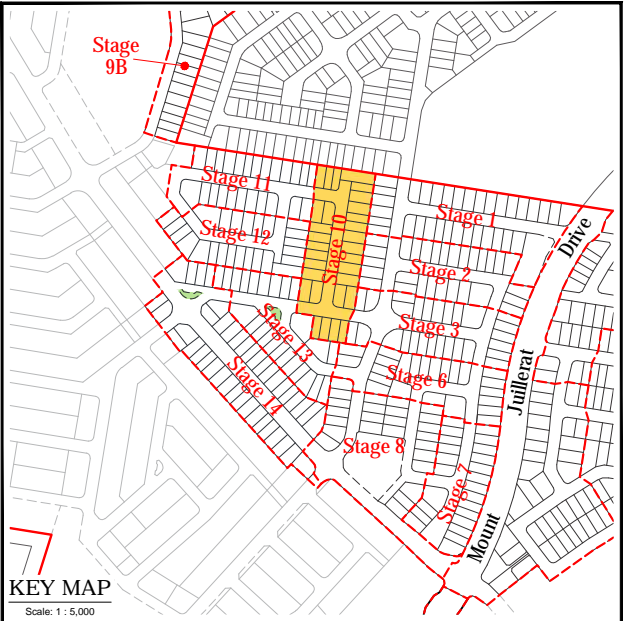 Stage
9B
Stage 11
Stage 12
Stage 10
Stage 1
Drive
Stage 2
Stage 3
Stage 13
Stage 6
Juillerat
Stage 14
Stage 8
Stage 7
Mount
KEY MAP
Scale: 1 : 5,000